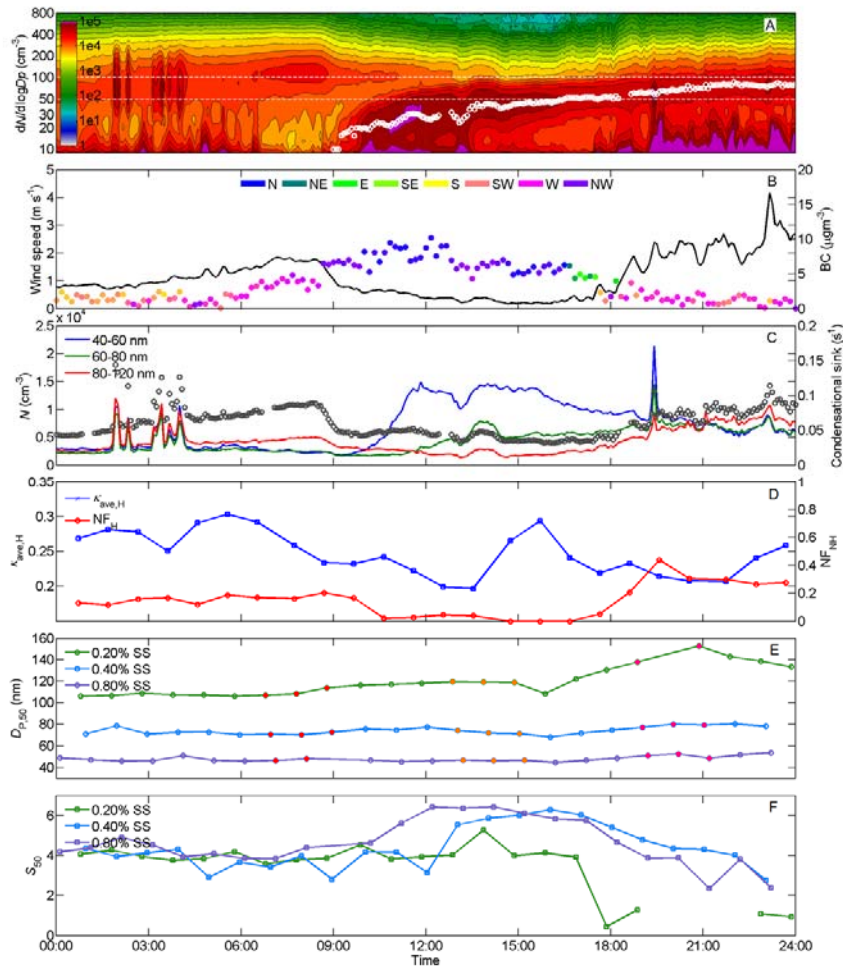 800
400
200
100
50
30
20
10
dN/dlogDp (cm⁻³)
1e5
1e4
1e3
1e2
1e1
1
A
5
4
3
2
1
0
Wind speed (m s⁻¹)
N NE E SE S SW W NW
B
20
15
10
5
0
BC (μgm⁻³)
x 10⁴
2.5
2.0
1.5
1.0
0.5
0
N (cm⁻³)
40-60 nm
60-80 nm
80-120 nm
C
0.2
0.15
0.1
0.05
0
Condensational sink (s⁻¹)
0.35
0.3
0.25
0.2
κave,H
κave,H
NFH
D
1
0.8
0.6
0.4
0.2
0
NFNH
160
140
120
100
80
60
40
DP,50 (nm)
0.20% SS
0.40% SS
0.80% SS
E
6
4
2
0
S50
0.20% SS
0.40% SS
0.80% SS
F
00:00 03:00 06:00 09:00 12:00 15:00 18:00 21:00 24:00
Time